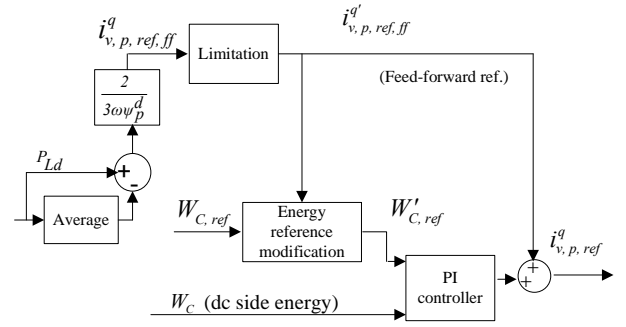 i^q_{v, p, ref, ff}
Limitation
i^{q'}_{v, p, ref, ff}
(Feed-forward ref.)
2
3ωψ^d_p
P_{Ld}
+
-
Average
W_{C, ref}
Energy
reference
modification
W'_{C, ref}
PI
controller
+
+
i^q_{v, p, ref}
W_C (dc side energy)